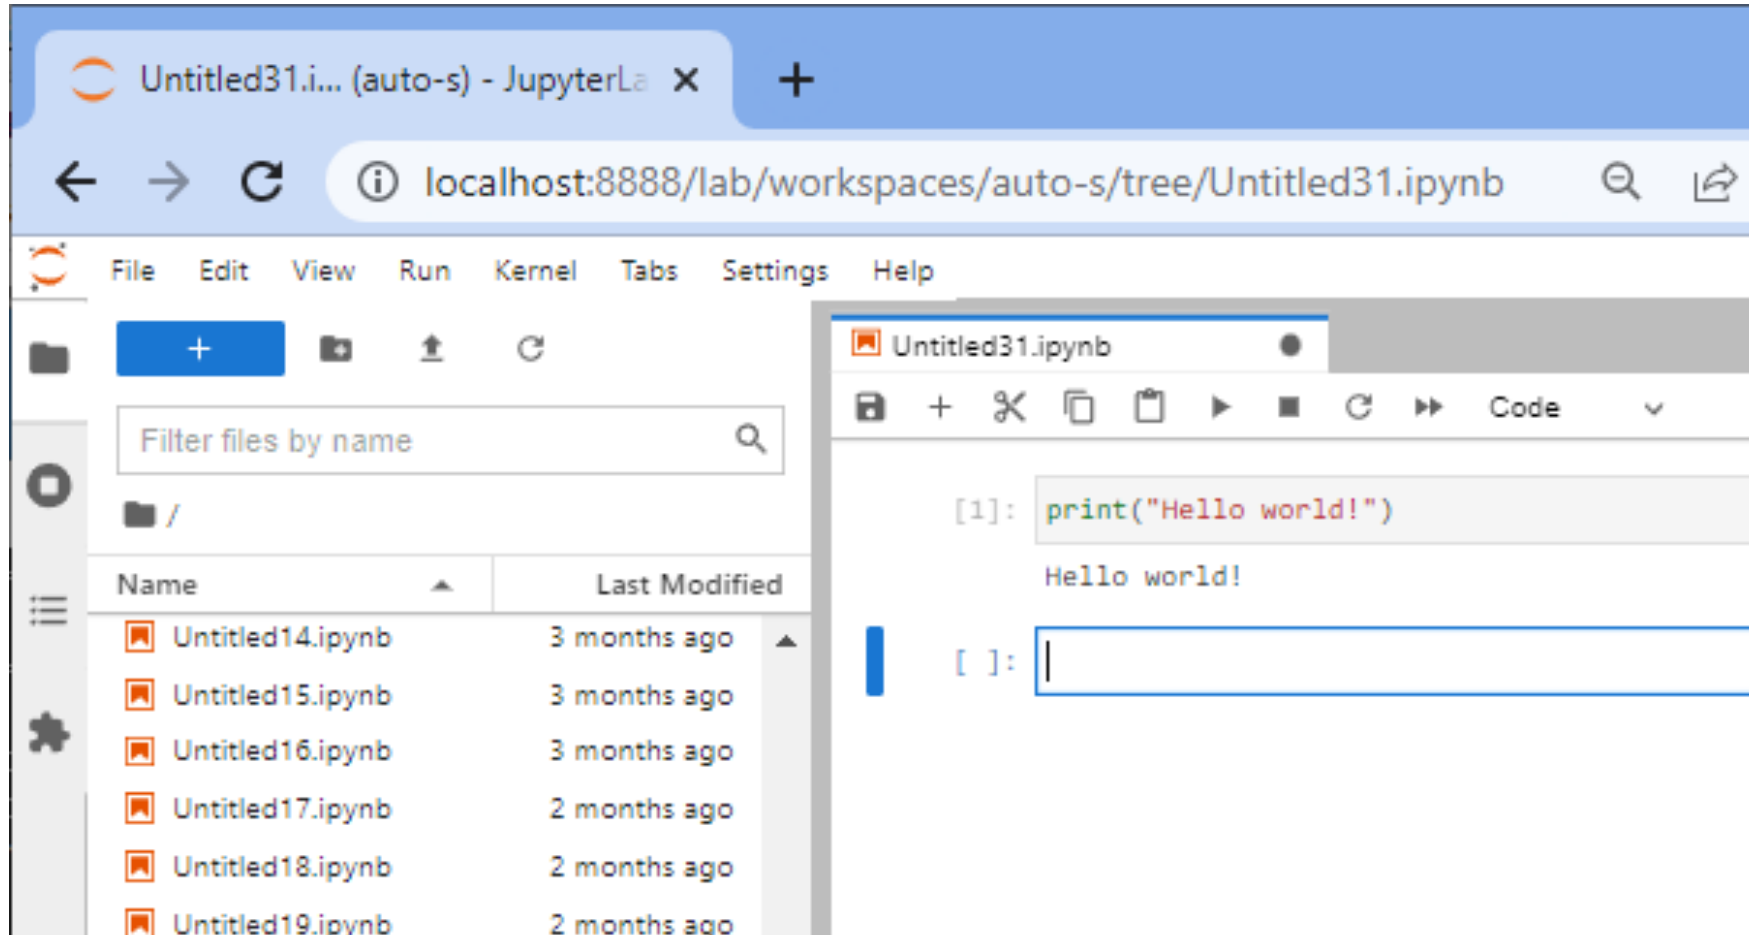 Untitled31.i... (auto-s) - JupyterLa
localhost:8888/lab/workspaces/auto-s/tree/Untitled31.ipynb
File Edit View Run Kernel Tabs Settings Help
Untitled31.ipynb
Code
Filter files by name
/
Name Last Modified
Untitled14.ipynb 3 months ago
Untitled15.ipynb 3 months ago
Untitled16.ipynb 3 months ago
Untitled17.ipynb 2 months ago
Untitled18.ipynb 2 months ago
Untitled19.ipynb 2 months ago
[1]: print("Hello world!")
Hello world!
[ ]: